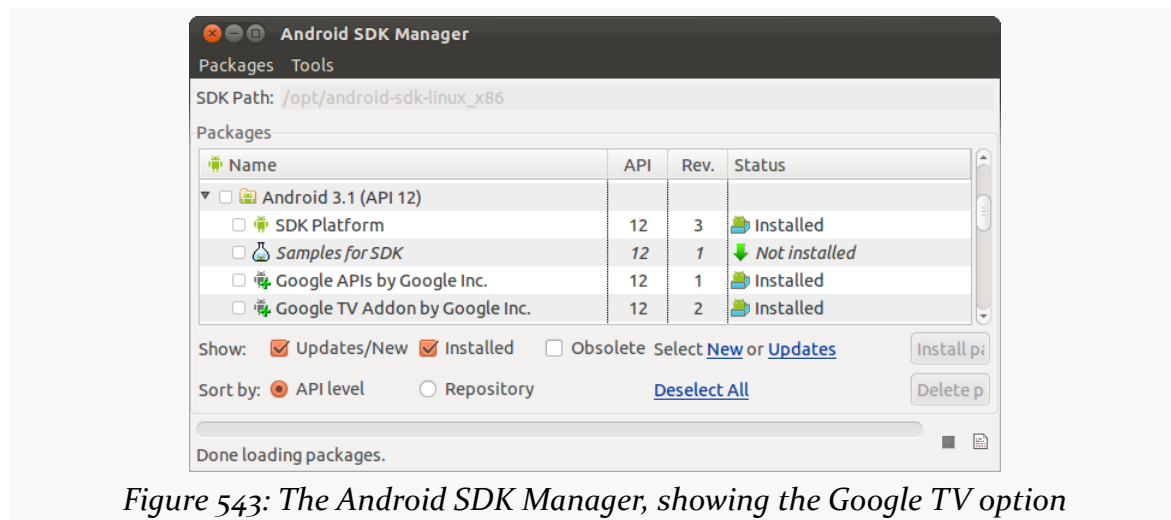 Android SDK Manager
Packages Tools
SDK Path: /opt/android-sdk-linux_x86
Packages
Name API Rev. Status
Android 3.1 (API 12)
SDK Platform 12 3 Installed
Samples for SDK 12 1 Not installed
Google APIs by Google Inc. 12 1 Installed
Google TV Addon by Google Inc. 12 2 Installed
Show: Updates/New Installed Obsolete Select New or Updates Install pa
Sort by: API level Repository Deselect All Delete p
Done loading packages.
Figure 543: The Android SDK Manager, showing the Google TV option